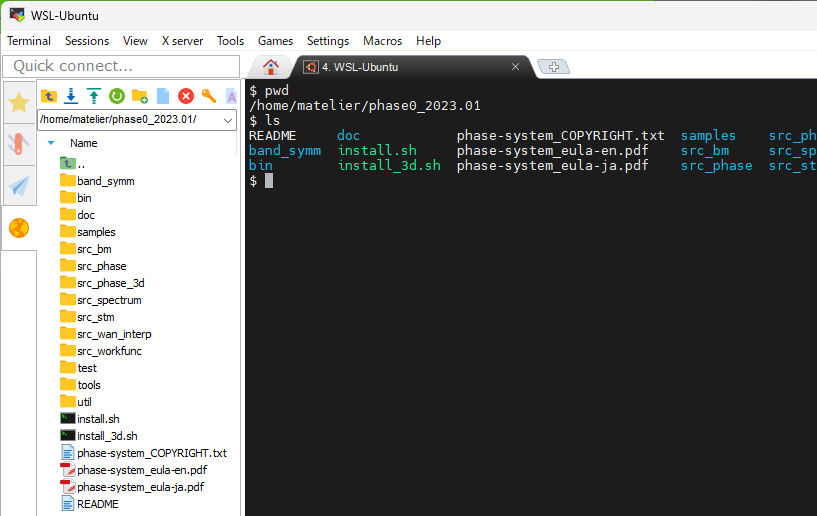 WSL-Ubuntu
Terminal Sessions View X server Tools Games Settings Macros Help
Quick connect...
4. WSL-Ubuntu
/home/matelier/phase0_2023.01/
Name
..
band_symm
bin
doc
samples
src_bm
src_phase
src_phase_3d
src_spectrum
src_stm
src_wan_interp
src_workfunc
test
tools
util
install.sh
install_3d.sh
phase-system_COPYRIGHT.txt
phase-system_eula-en.pdf
phase-system_eula-ja.pdf
README
$ pwd
/home/matelier/phase0_2023.01
$ ls
README doc phase-system_COPYRIGHT.txt samples src_ph
band_symm install.sh phase-system_eula-en.pdf src_bm src_sp
bin install_3d.sh phase-system_eula-ja.pdf src_phase src_st
$